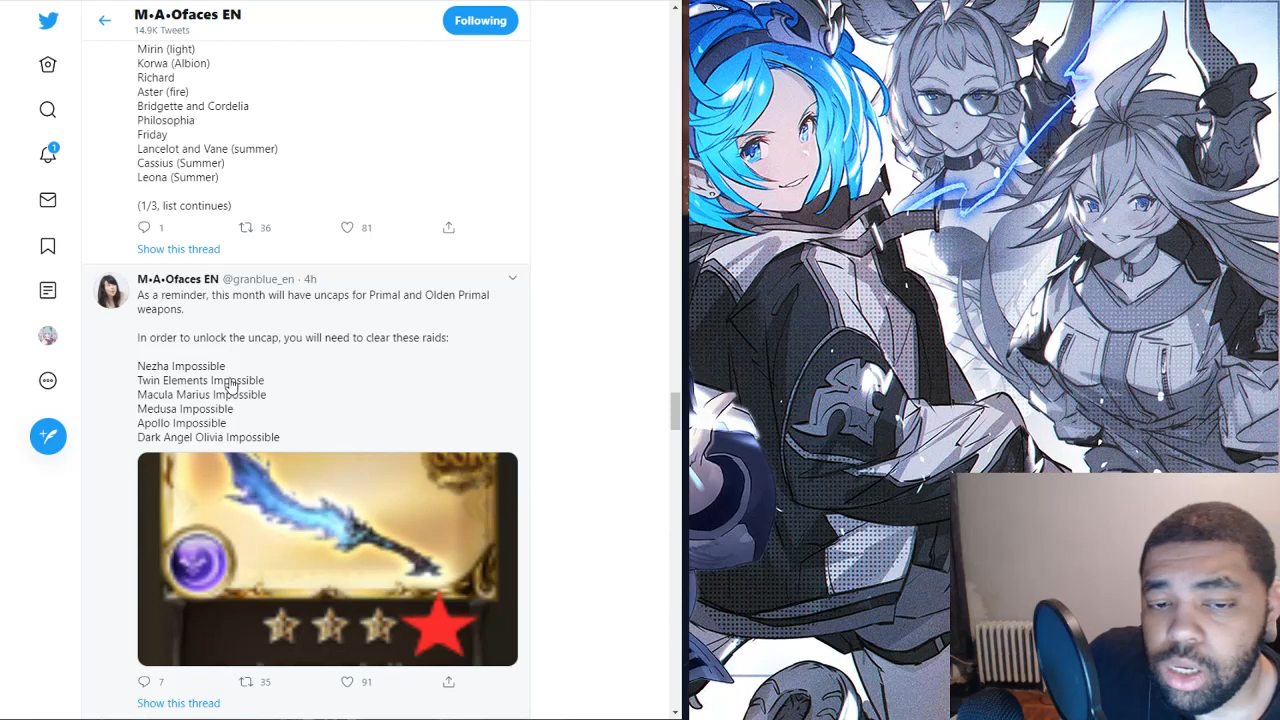 M•A•Ofaces EN
14.9K Tweets
Following
Mirin (light)
Korwa (Albion)
Richard
Aster (fire)
Bridgette and Cordelia
Philosophia
Friday
Lancelot and Vane (summer)
Cassius (Summer)
Leona (Summer)
(1/3, list continues)
1 36 81
Show this thread
1
M•A•Ofaces EN @granblue_en · 4h
As a reminder, this month will have uncaps for Primal and Olden Primal
weapons.
In order to unlock the uncap, you will need to clear these raids:
Nezha Impossible
Twin Elements Impossible
Macula Marius Impossible
Medusa Impossible
Apollo Impossible
Dark Angel Olivia Impossible
7 35 91
Show this thread